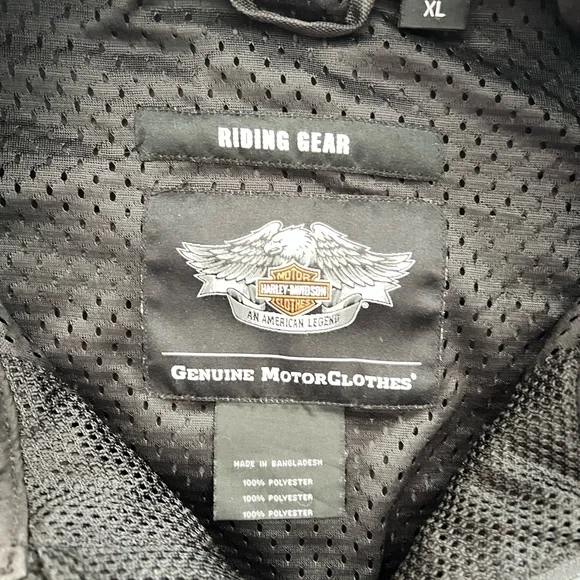 XL
RIDING GEAR
MOTOR
HARLEY-DAVIDSON
CLOTHES
AN AMERICAN LEGEND
GENUINE MOTORCLOTHES®
MADE IN BANGLADESH
100% POLYESTER
100% POLYESTER
100% POLYESTER